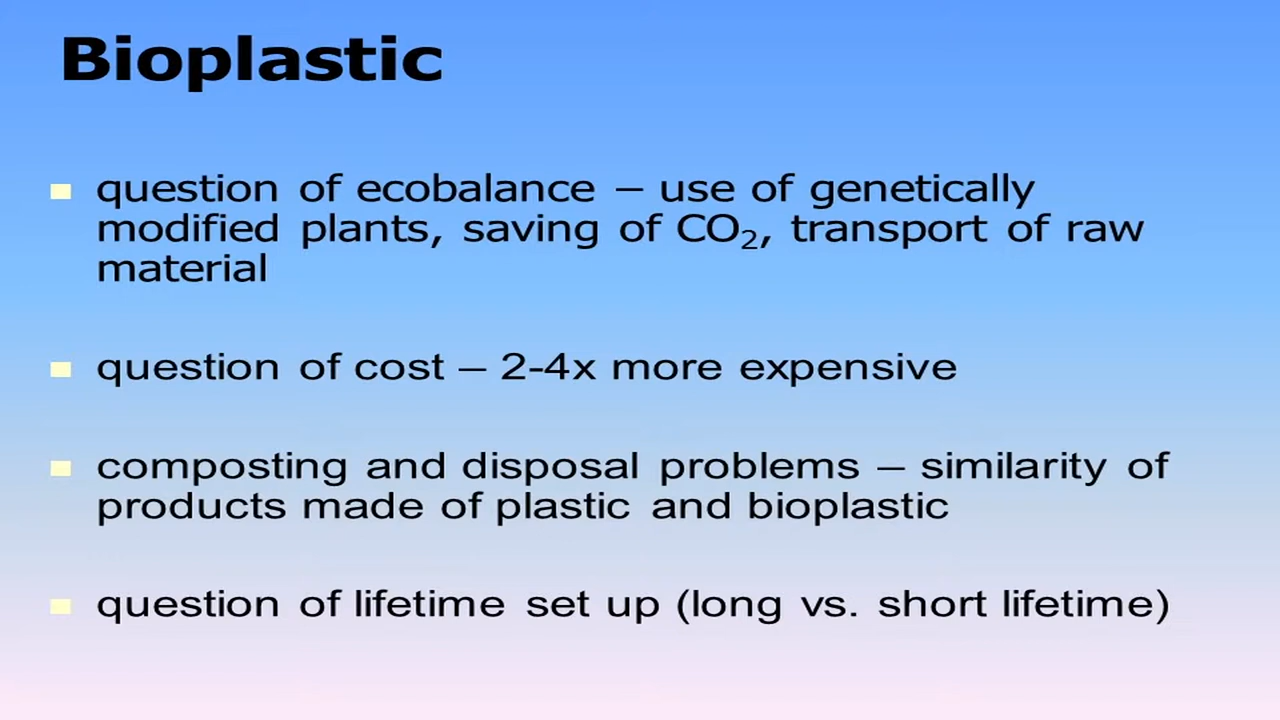 Bioplastic
question of ecobalance – use of genetically
modified plants, saving of CO₂, transport of raw
material
question of cost – 2-4x more expensive
composting and disposal problems – similarity of
products made of plastic and bioplastic
question of lifetime set up (long vs. short lifetime)